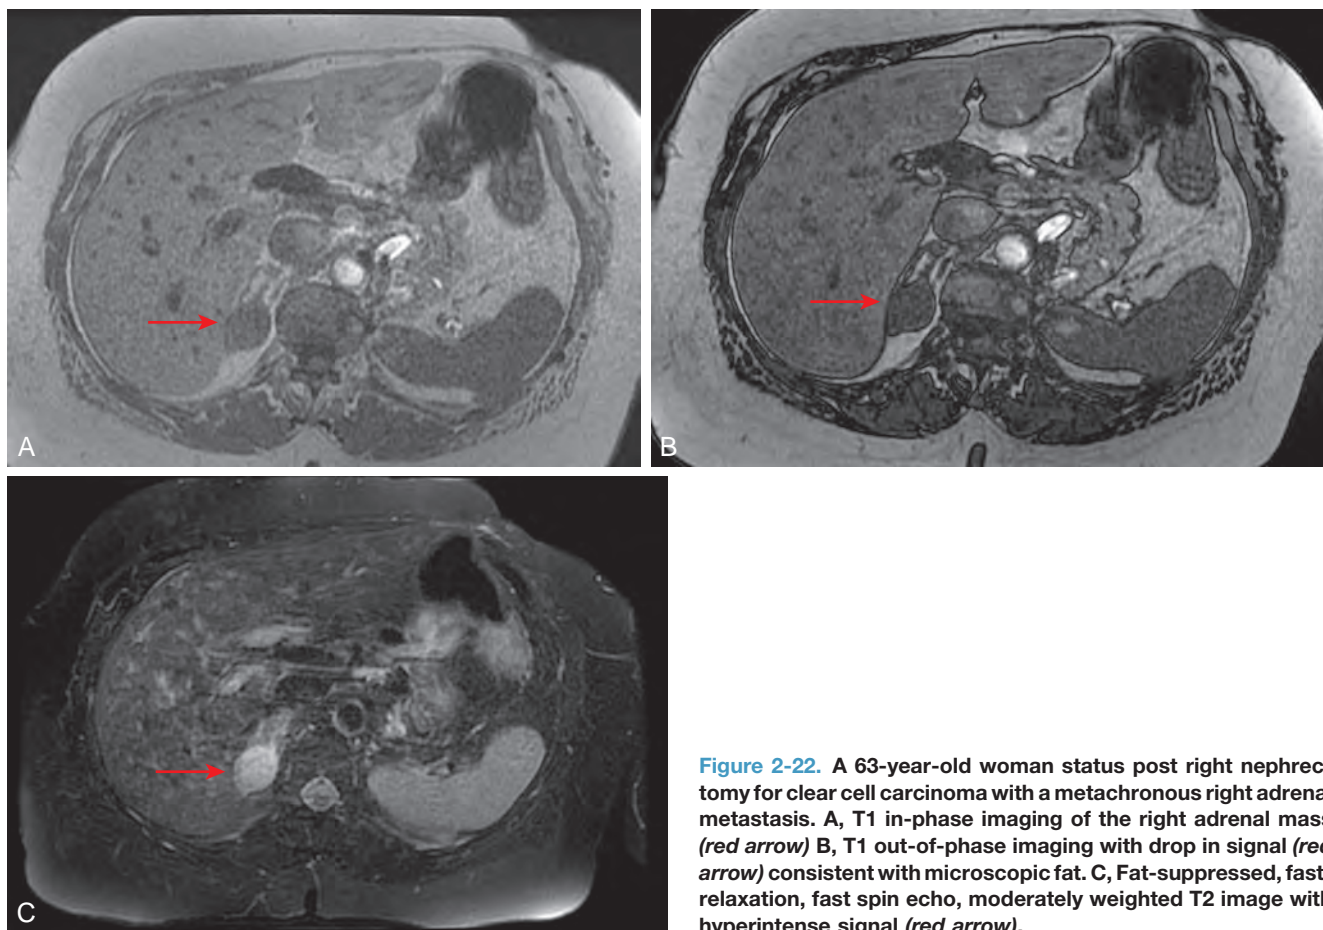 A
B
C
Figure 2-22. A 63-year-old woman status post right nephrec
tomy for clear cell carcinoma with a metachronous right adrena
metastasis. A, T1 in-phase imaging of the right adrenal mass
(red arrow) B, T1 out-of-phase imaging with drop in signal (red
arrow) consistent with microscopic fat. C, Fat-suppressed, fast
relaxation, fast spin echo, moderately weighted T2 image with
hyperintense signal (red arrow).